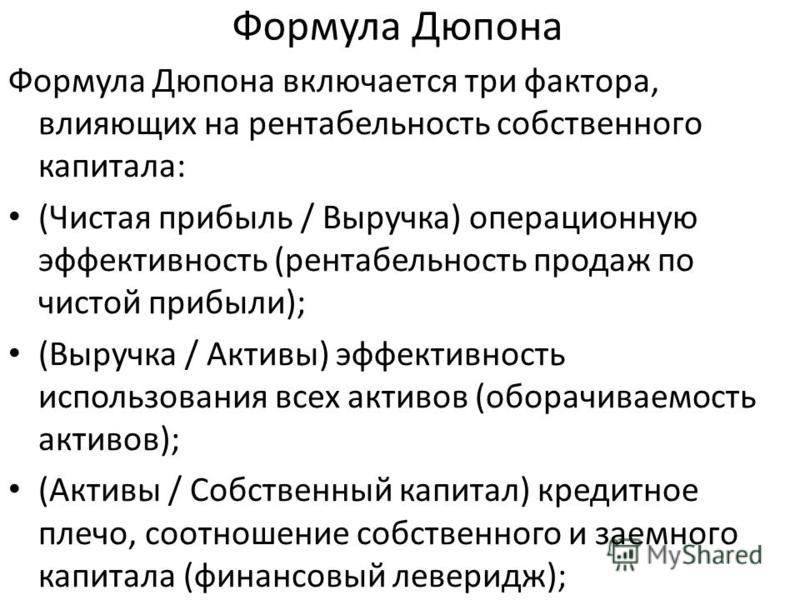 Формула Дюпона
Формула Дюпона включается три фактора,
влияющих на рентабельность собственного
капитала:
• (Чистая прибыль / Выручка) операционную
эффективность (рентабельность продаж по
чистой прибыли);
• (Выручка / Активы) эффективность
использования всех активов (оборачиваемость
активов);
• (Активы / Собственный капитал) кредитное
плечо, соотношение собственного и заемного
капитала (финансовый леверидж);
MyShared